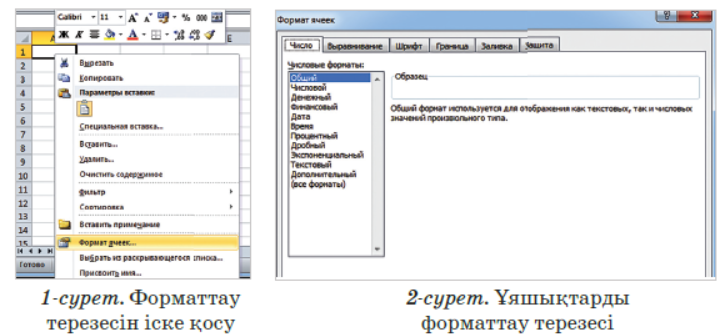 Calibri 11 A A % 000
Ж К
A E
1
2
3
4
5
6
7
8
9
10
11
12
13
14
15
Вырезать
Копировать
Параметры вставки:
Специальная вставка...
Вставить...
Удалить...
Очистить содержимое
Фильтр
Сортировка
Вставить примечание
Формат ячеек...
Выбрать из раскрывающегося списка...
Присвоить имя...
Готово
1-сурет. Форматтау
терезесін іске қосу
Формат ячеек
Число Выравнивание Шрифт Граница Заливка Защита
Числовые форматы:
Общий
Числовой
Денежный
Финансовый
Дата
Время
Процентный
Дробный
Экспоненциальный
Текстовый
Дополнительный
(все форматы)
Образец
Общий формат используется для отображения как текстовых, так и числовых
значений произвольного типа.
2-сурет. Ұяшықтарды
форматтау терезесі